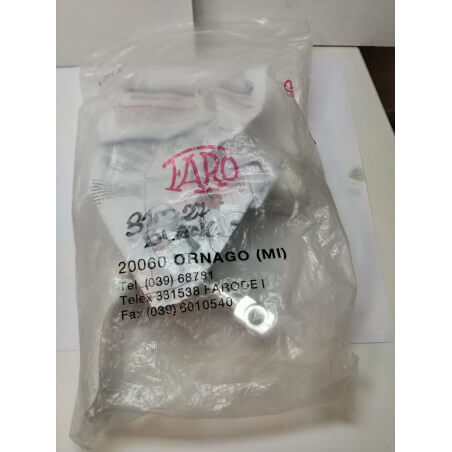 FARO
20060 ORNAGO (MI)
Tel. (039) 68791
Telex 331538 FARODE I
Fax (039) 6010540